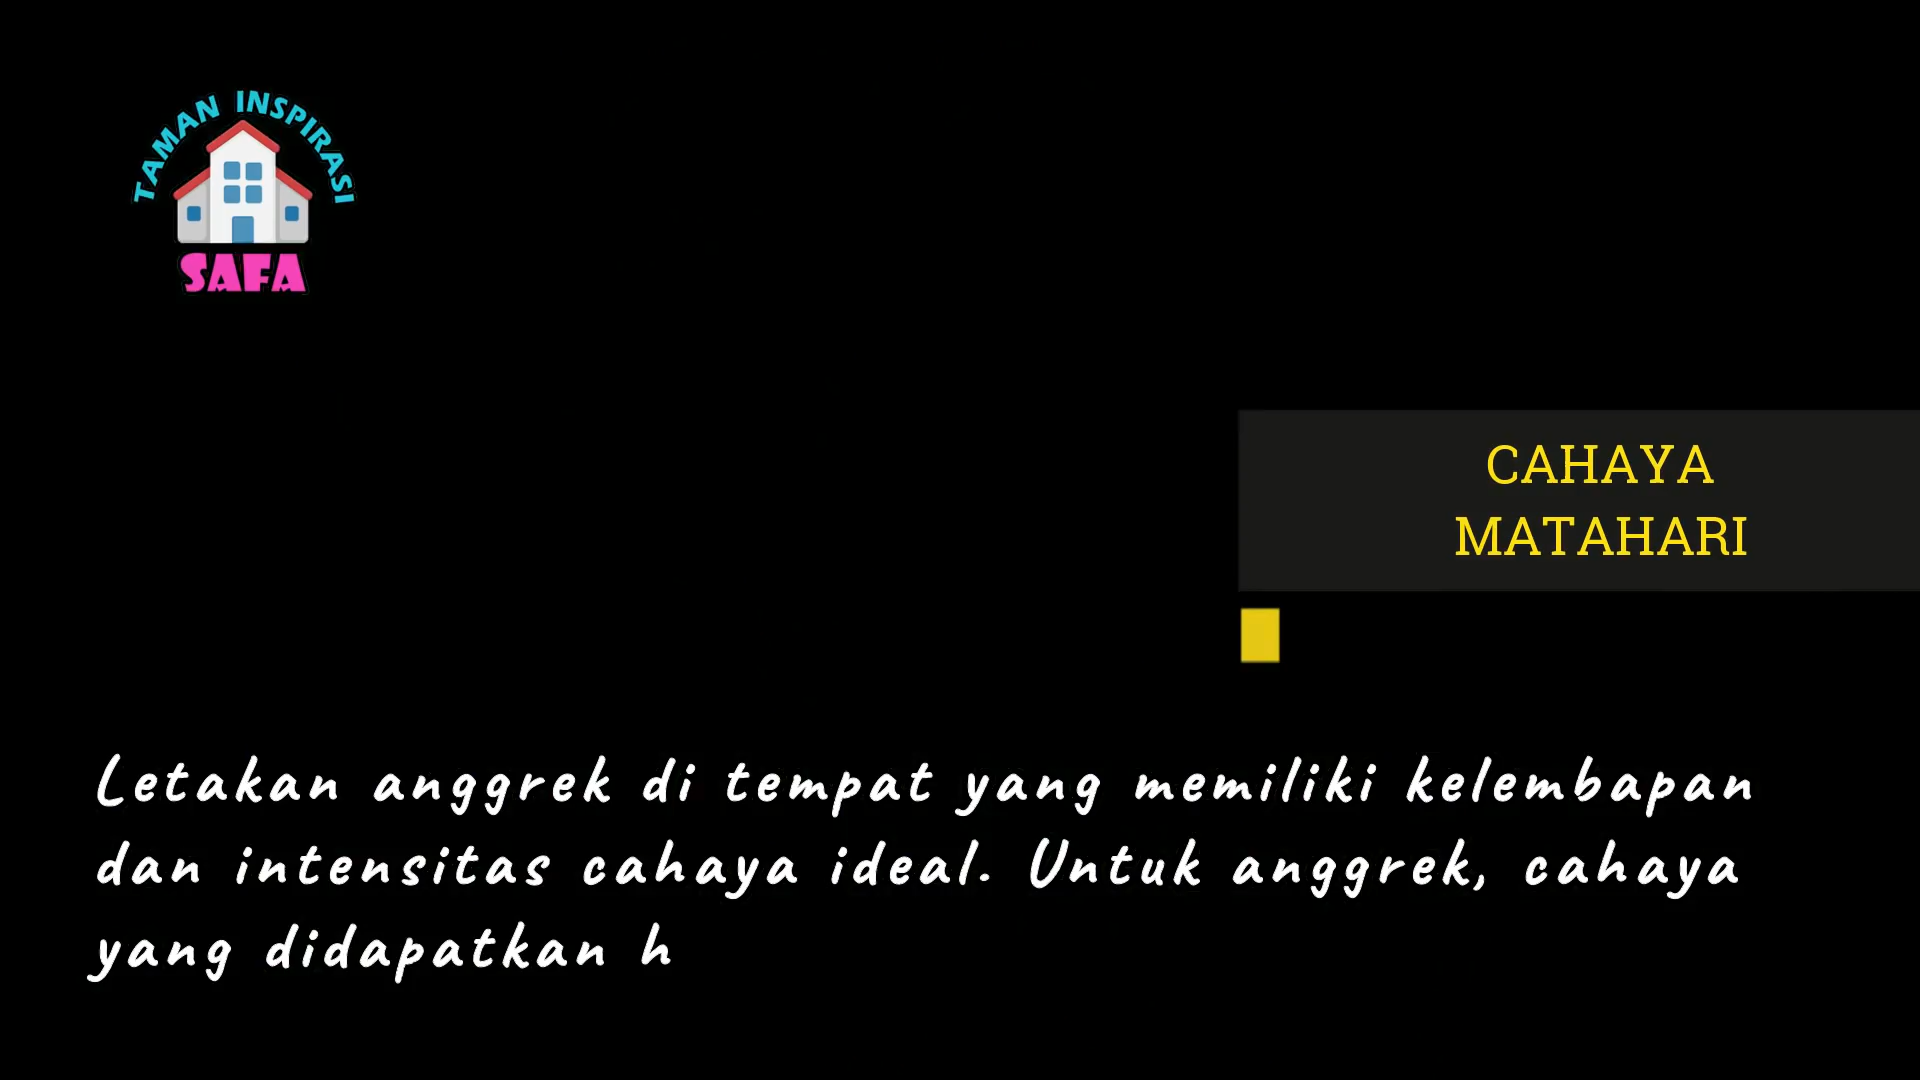 TAMAN INSPIRASI
SAFA
CAHAYA
MATAHARI
Letakan anggrek di tempat yang memiliki kelembapan
dan intensitas cahaya ideal. Untuk anggrek, cahaya
yang didapatkan h